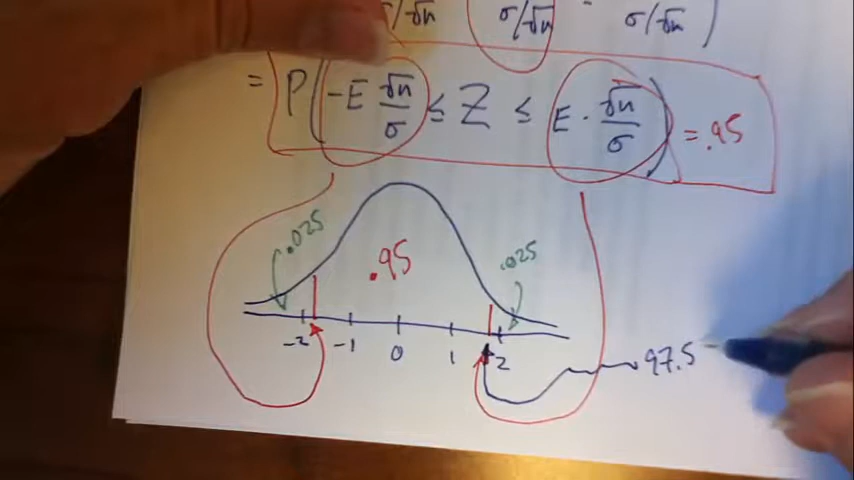 σ/√n σ/√n σ/√n )
= P( -E √n/σ ≤ Z ≤ E · √n/σ ) = .95
.025 .95 .025
-2 -1 0 1 2
97.5